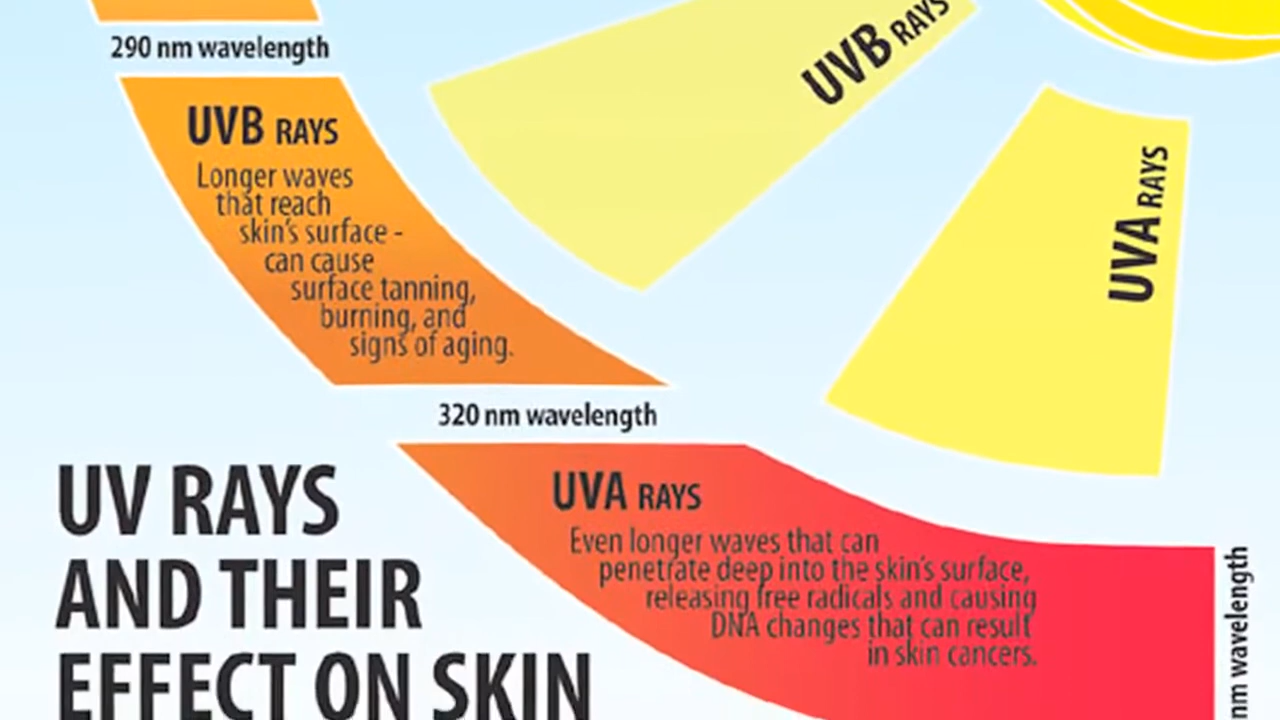 290 nm wavelength
UVB RAYS
Longer waves
that reach
skin's surface -
can cause
surface tanning,
burning, and
signs of aging.
320 nm wavelength
UVA RAYS
Even longer waves that can
penetrate deep into the skin's surface,
releasing free radicals and causing
DNA changes that can result
in skin cancers.
UVB RAYS
UVA RAYS
nm wavelength
UV RAYS
AND THEIR
EFFECT ON SKIN